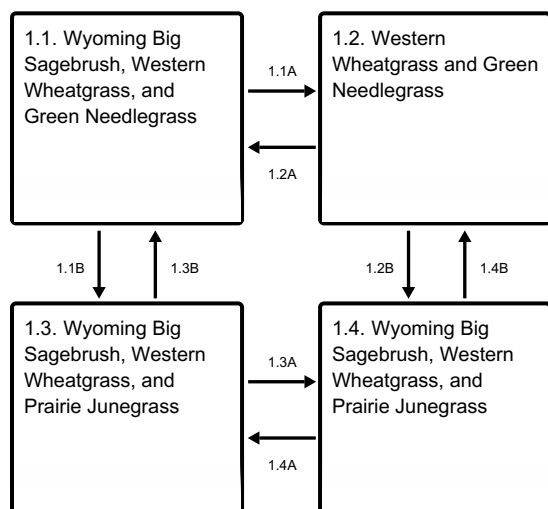 1.1. Wyoming Big
Sagebrush, Western
Wheatgrass, and
Green Needlegrass
1.1A
1.2A
1.2. Western
Wheatgrass and Green
Needlegrass
1.1B
1.3B
1.2B
1.4B
1.3. Wyoming Big
Sagebrush, Western
Wheatgrass, and
Prairie Junegrass
1.3A
1.4A
1.4. Wyoming Big
Sagebrush, Western
Wheatgrass, and
Prairie Junegrass